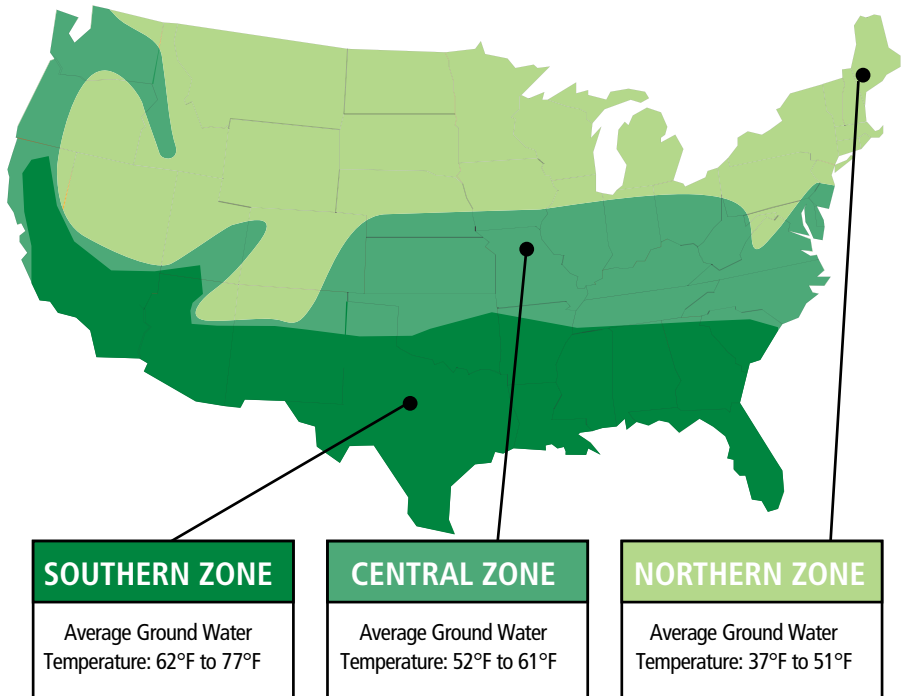 SOUTHERN ZONE
Average Ground Water
Temperature: 62°F to 77°F
CENTRAL ZONE
Average Ground Water
Temperature: 52°F to 61°F
NORTHERN ZONE
Average Ground Water
Temperature: 37°F to 51°F